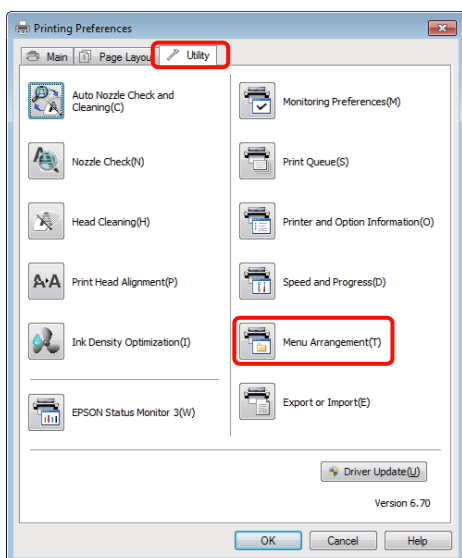 Printing Preferences
Main
Page Layou
Utility
Auto Nozzle Check and
Cleaning(C)
Monitoring Preferences(M)
Nozzle Check(N)
Print Queue(S)
Head Cleaning(H)
Printer and Option Information(O)
Print Head Alignment(P)
Speed and Progress(D)
Ink Density Optimization(I)
Menu Arrangement(T)
EPSON Status Monitor 3(W)
Export or Import(E)
Driver Update(U)
Version 6.70
OK
Cancel
Help